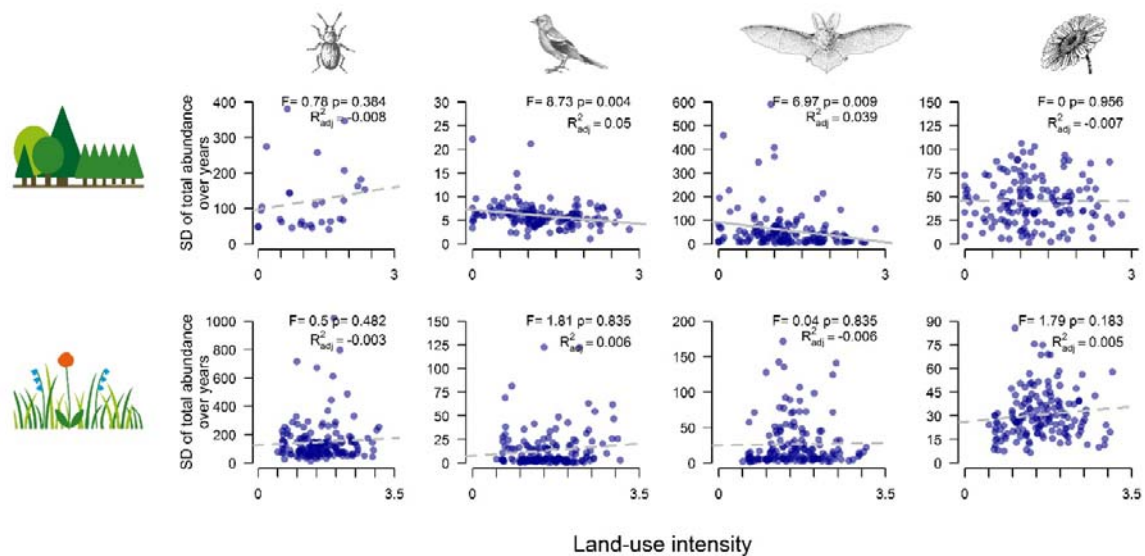 F= 0.78 p= 0.384
R²adj = -0.008
F= 8.73 p= 0.004
R²adj = 0.05
F= 6.97 p= 0.009
R²adj = 0.039
F= 0 p= 0.956
R²adj = -0.007
SD of total abundance
over years
400
300
200
100
0
30
25
20
15
10
5
0
600
500
400
300
200
100
0
150
125
100
75
50
25
0
0 3
0 3
0 3
0 3
F= 0.5 p= 0.482
R²adj = -0.003
F= 1.81 p= 0.835
R²adj = 0.006
F= 0.04 p= 0.835
R²adj = -0.006
F= 1.79 p= 0.183
R²adj = 0.005
SD of total abundance
over years
1000
800
600
400
200
0
150
125
100
75
50
25
0
200
150
100
50
0
90
75
60
45
30
15
0
0 3.5
0 3.5
0 3.5
0 3.5
Land-use intensity